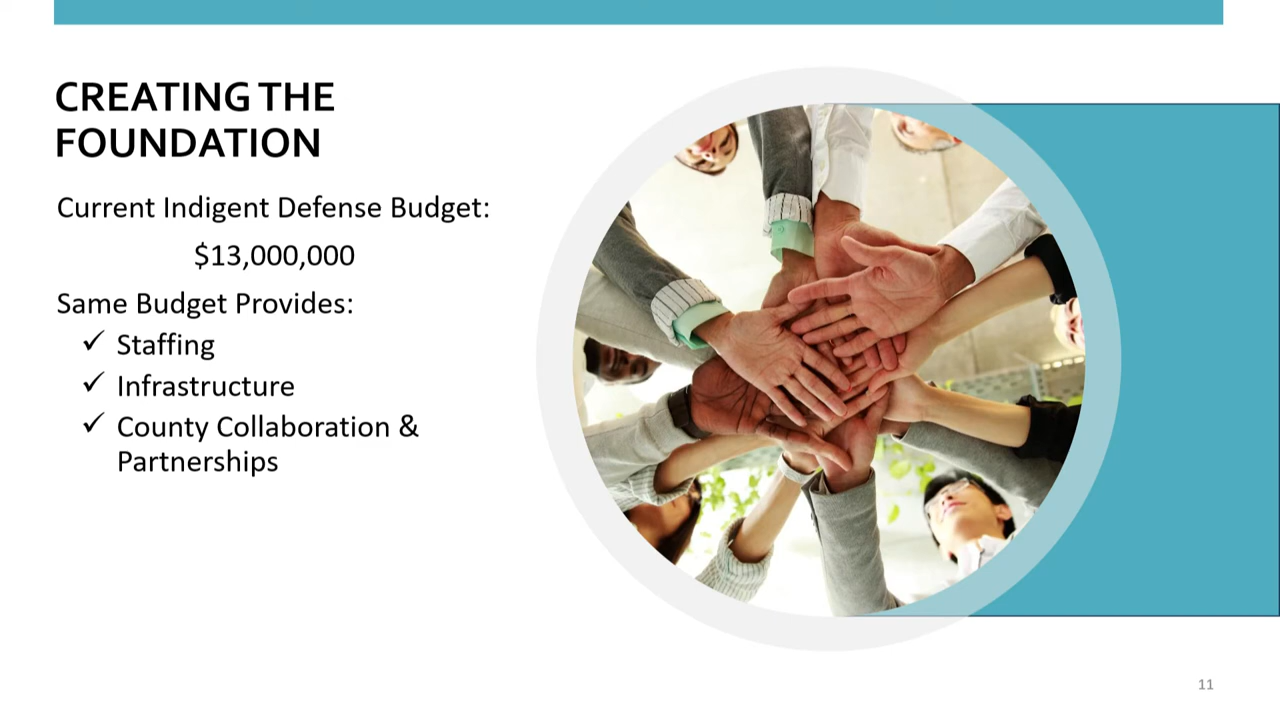 CREATING THE
FOUNDATION
Current Indigent Defense Budget:
$13,000,000
Same Budget Provides:
✓ Staffing
✓ Infrastructure
✓ County Collaboration &
Partnerships
11